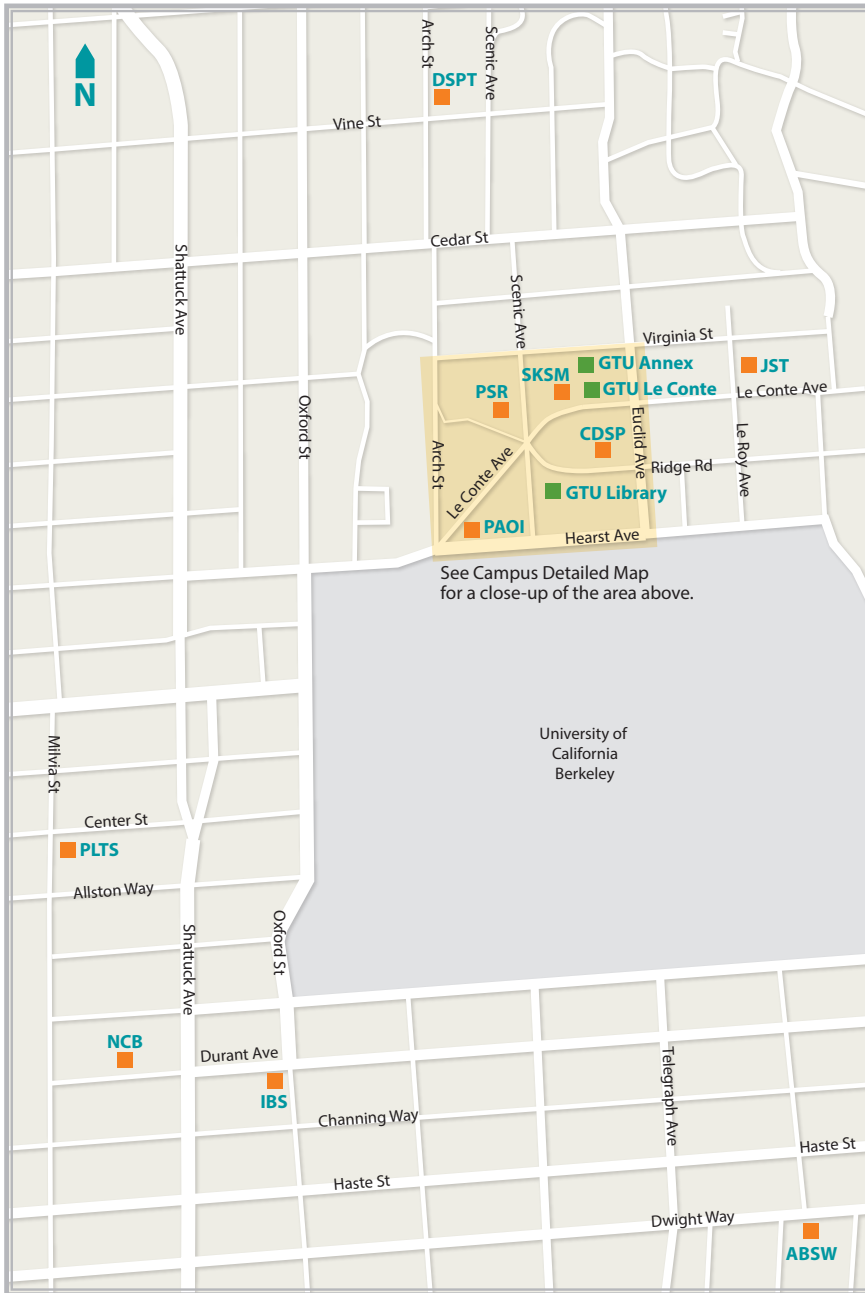 Arch St
Scenic Ave
DSPT
N
Vine St
Cedar St
Shattuck Ave
Scenic Ave
Virginia St
GTU Annex
JST
SKSM
GTU Le Conte
PSR
Le Conte Ave
Oxford St
Euclid Ave
CDSP
Le Roy Ave
Arch St
Le Conte Ave
Ridge Rd
GTU Library
PAOI
Hearst Ave
See Campus Detailed Map
for a close-up of the area above.
University of
California
Berkeley
Milvia St
Center St
PLTS
Allston Way
Oxford St
Shattuck Ave
NCB
Durant Ave
Telegraph Ave
IBS
Channing Way
Haste St
Haste St
Dwight Way
ABSW